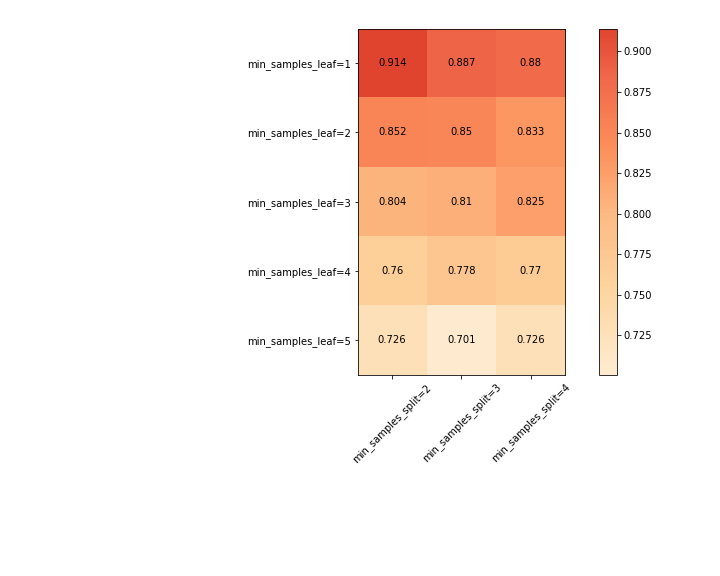 min_samples_leaf=1 0.914 0.887 0.88
min_samples_leaf=2 0.852 0.85 0.833
min_samples_leaf=3 0.804 0.81 0.825
min_samples_leaf=4 0.76 0.778 0.77
min_samples_leaf=5 0.726 0.701 0.726
min_samples_split=2
min_samples_split=3
min_samples_split=4
0.900
0.875
0.850
0.825
0.800
0.775
0.750
0.725